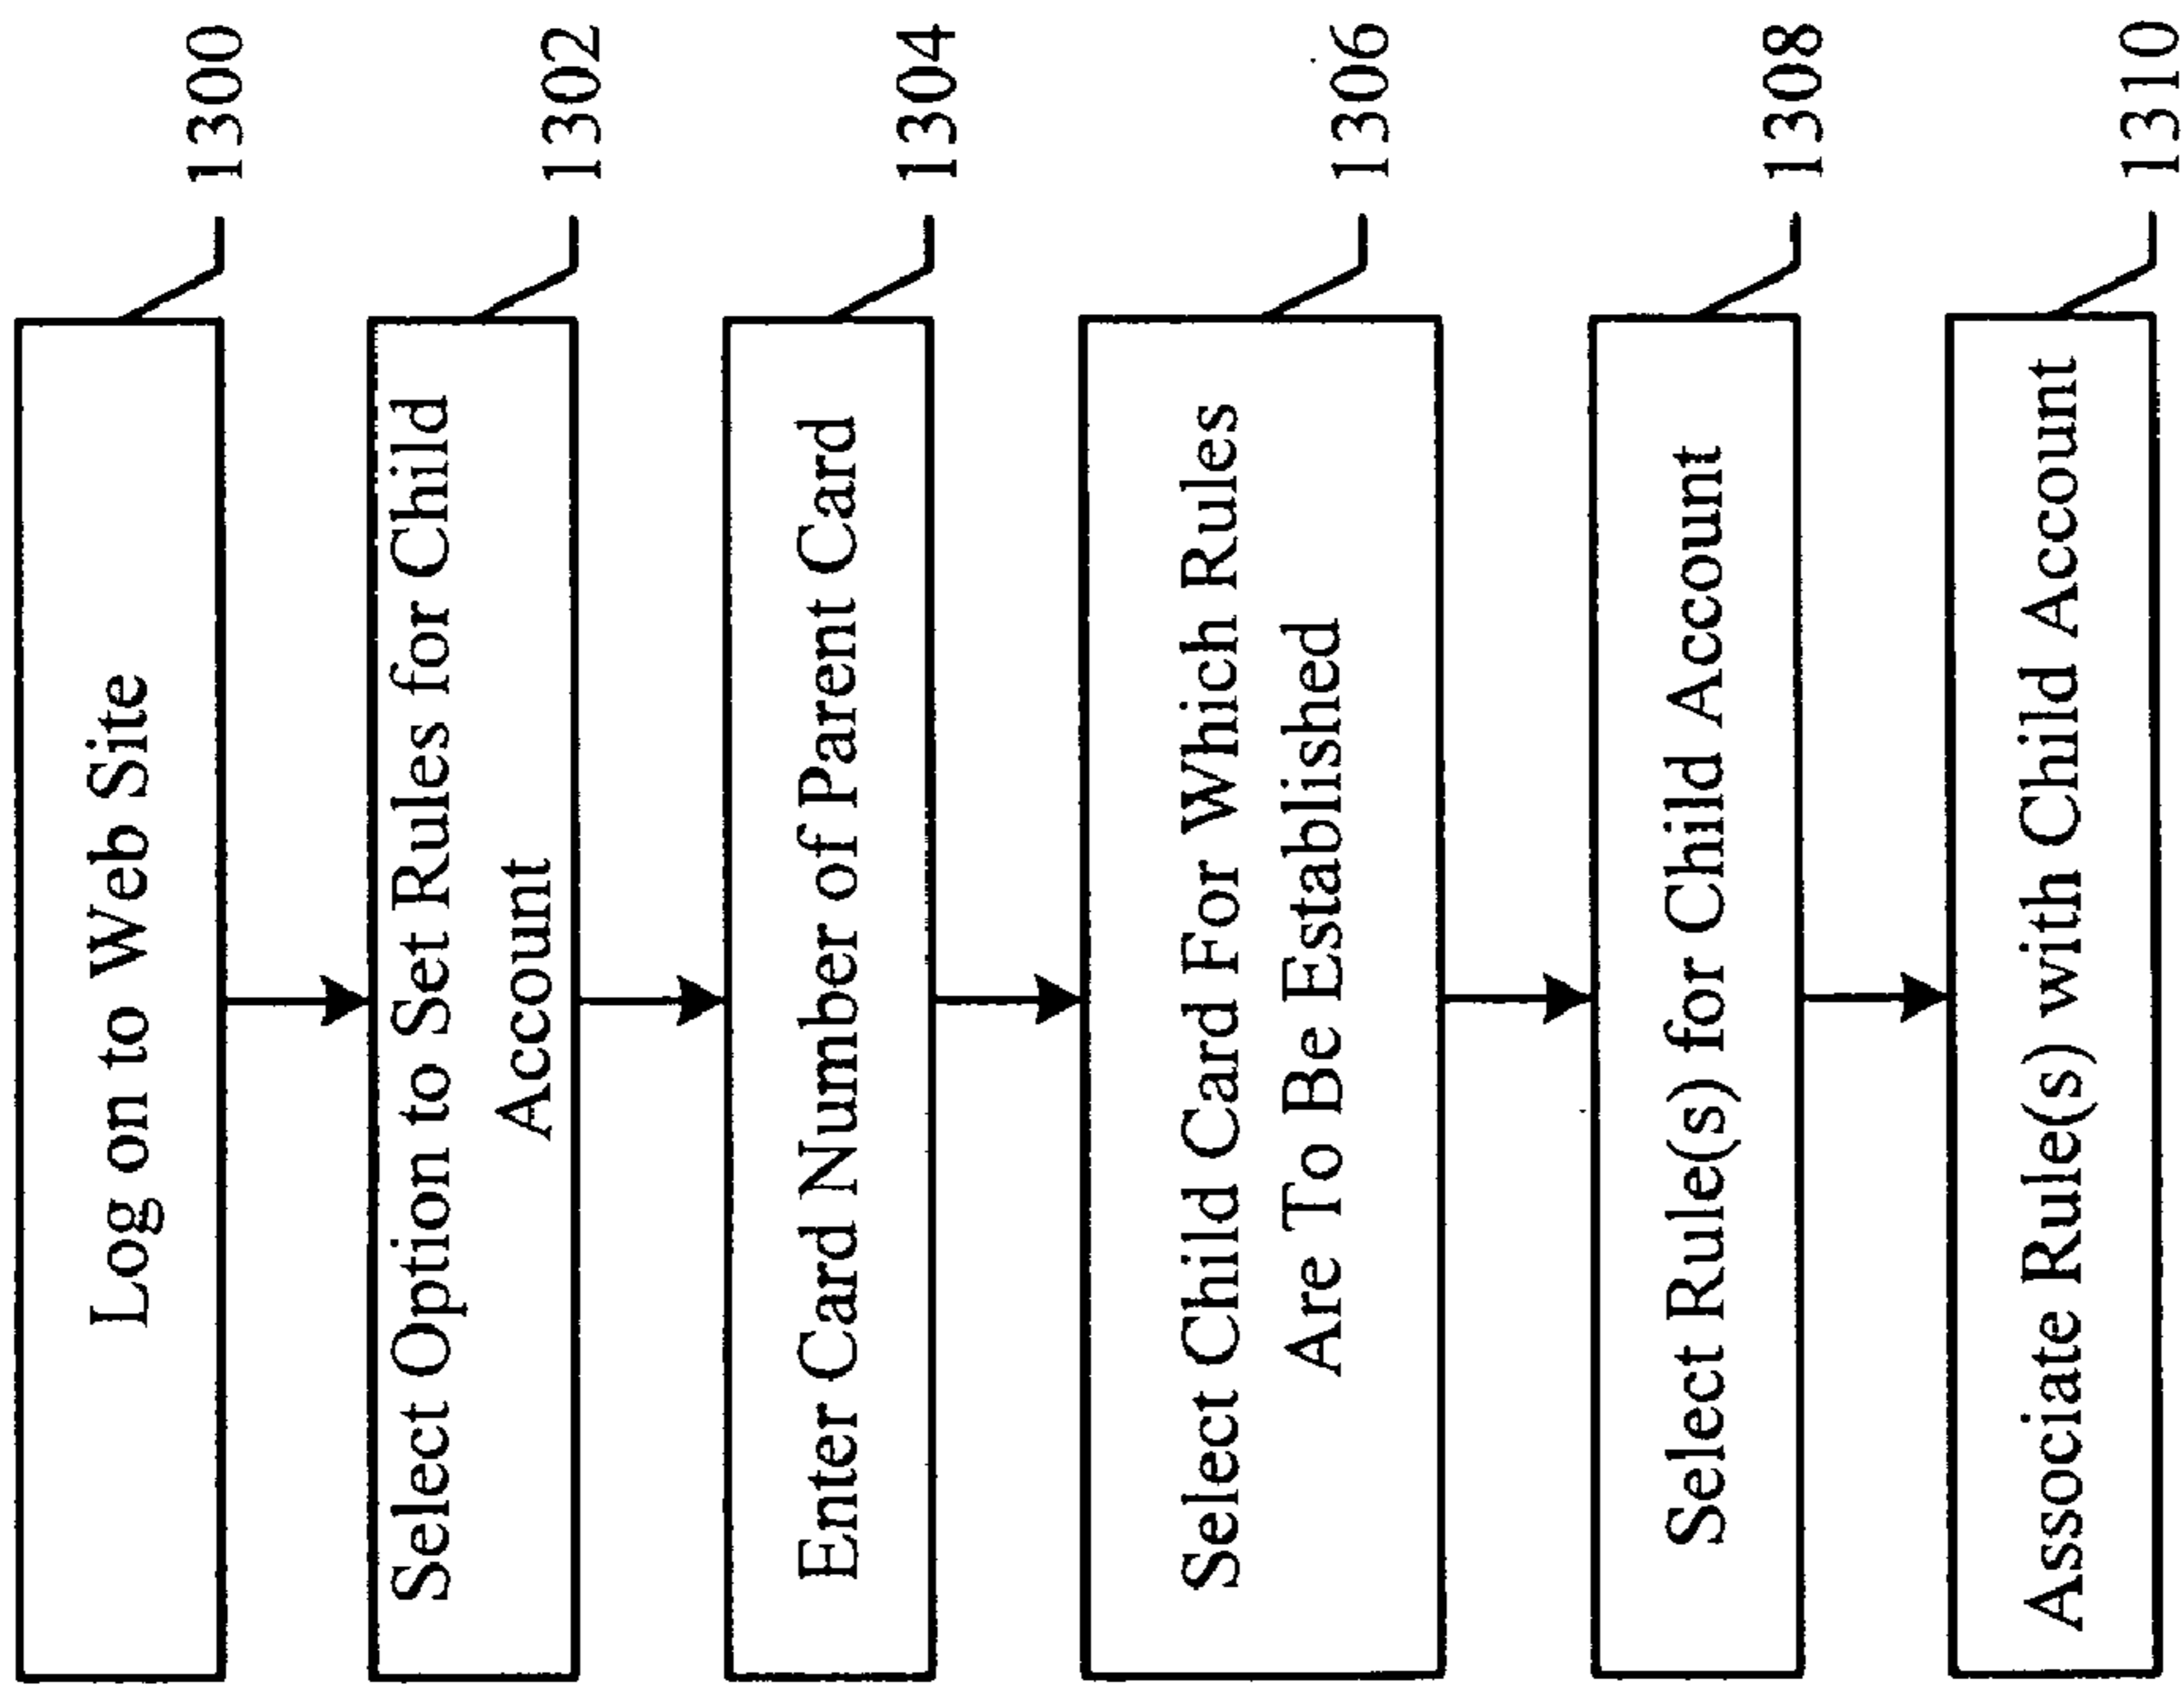 Log on to Web Site
1300
Select Option to Set Rules for Child
Account
1302
Enter Card Number of Parent Card
1304
Select Child Card For Which Rules
Are To Be Established
1306
Select Rule(s) for Child Account
1308
Associate Rule(s) with Child Account
1310